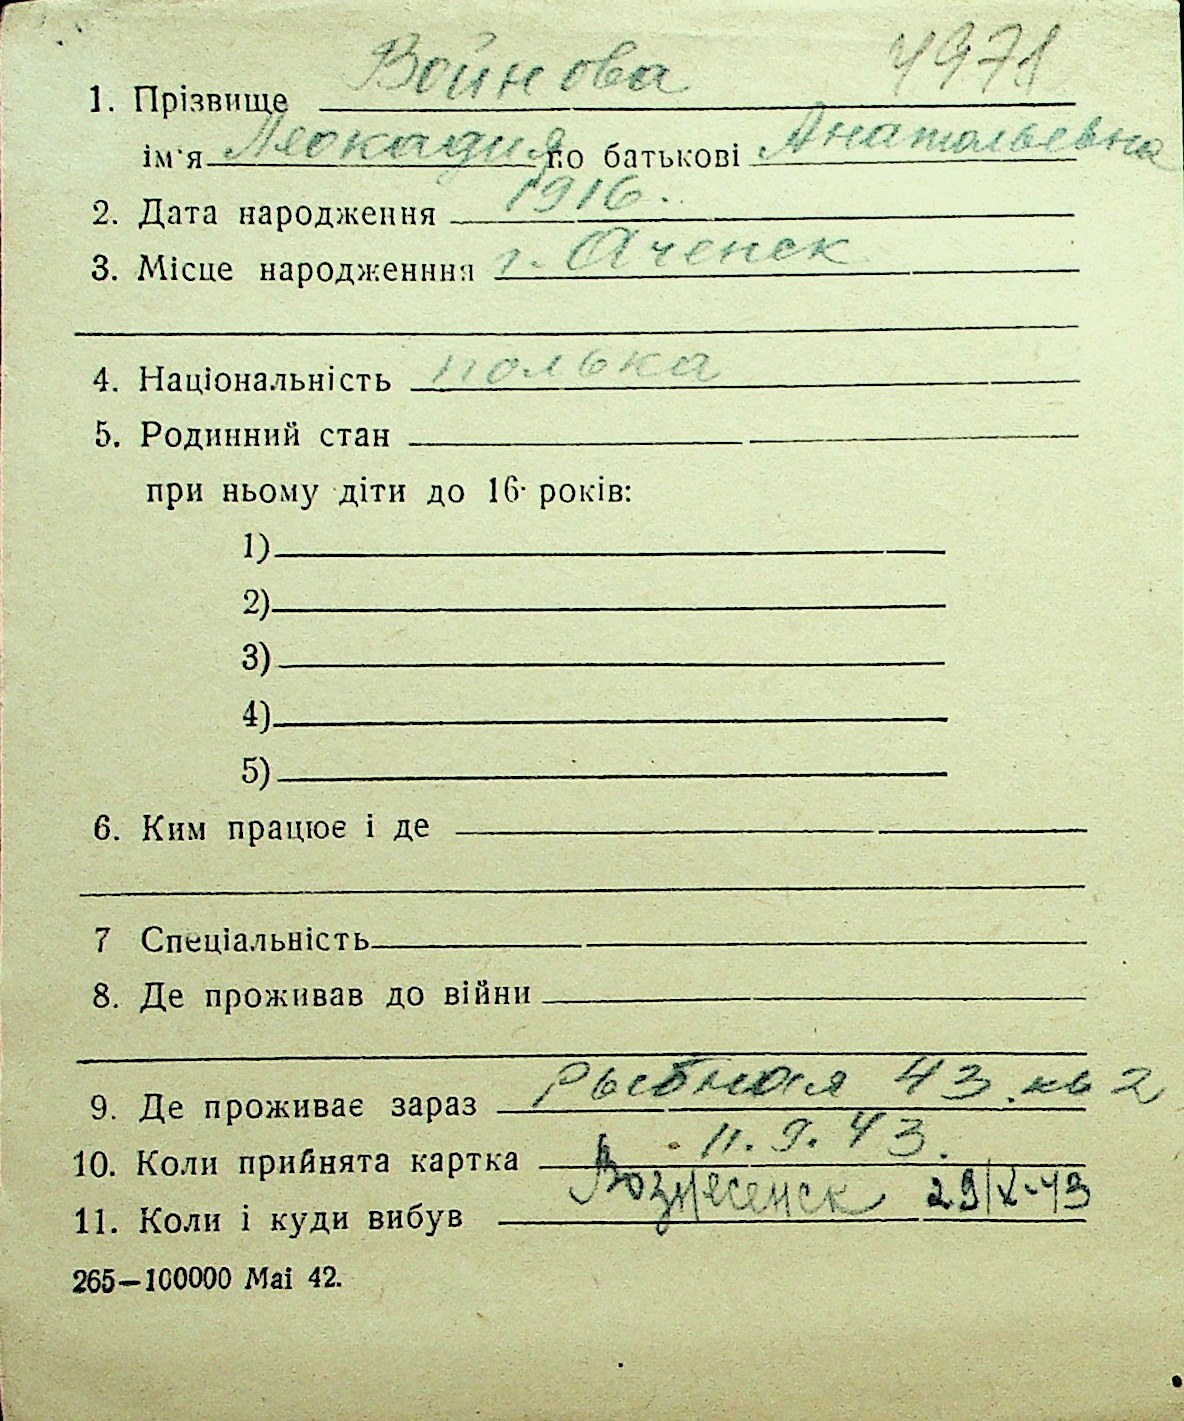 4971
1. Прізвище Войнова
ім'я Леокадия по батькові Анатольевна
2. Дата народження 1916.
3. Місце народженння г. Аченск
4. Національність полька
5. Родинний стан
при ньому діти до 16 років:
1)
2)
3)
4)
5)
6. Ким працює і де
7 Спеціальність
8. Де проживав до війни
9. Де проживає зараз Рыбная 43. кв 2
10. Коли прийнята картка 11. 9. 43.
11. Коли і куди вибув Вознесенск 29/X-43
265—100000 Маі 42.